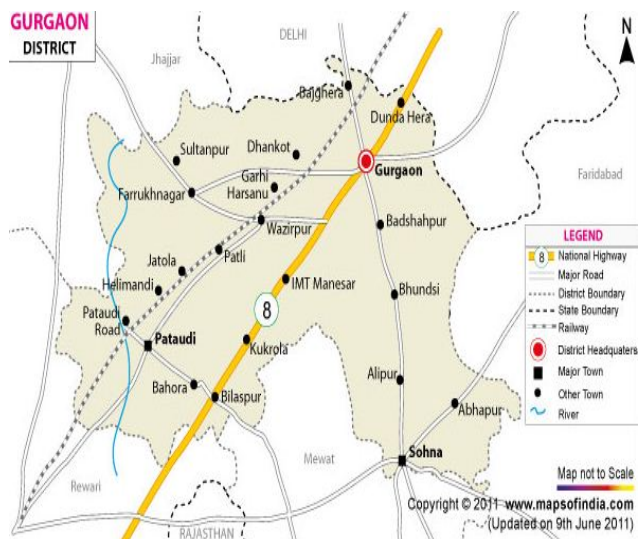 GURGAON
DISTRICT
DELHI
N
Jhajjar
Bajghera
Dunda Hera
Sultanpur
Dhankot
Gurgaon
Faridabad
Garhi
Harsanu
Farrukhnagar
Badshahpur
Wazirpur
LEGEND
8 National Highway
Major Road
District Boundary
State Boundary
Railway
District Headquaters
Major Town
Other Town
River
Patli
Jatola
IMT Manesar
Helimandi
Bhundsi
Pataudi
Road
8
Pataudi
Kukrola
Bahora
Bilaspur
Alipur
Abhapur
Sohna
Mewat
Rewari
RAJASTHAN
Map not to Scale
Copyright © 2011 www.mapsofindia.com
(Updated on 9th June 2011)